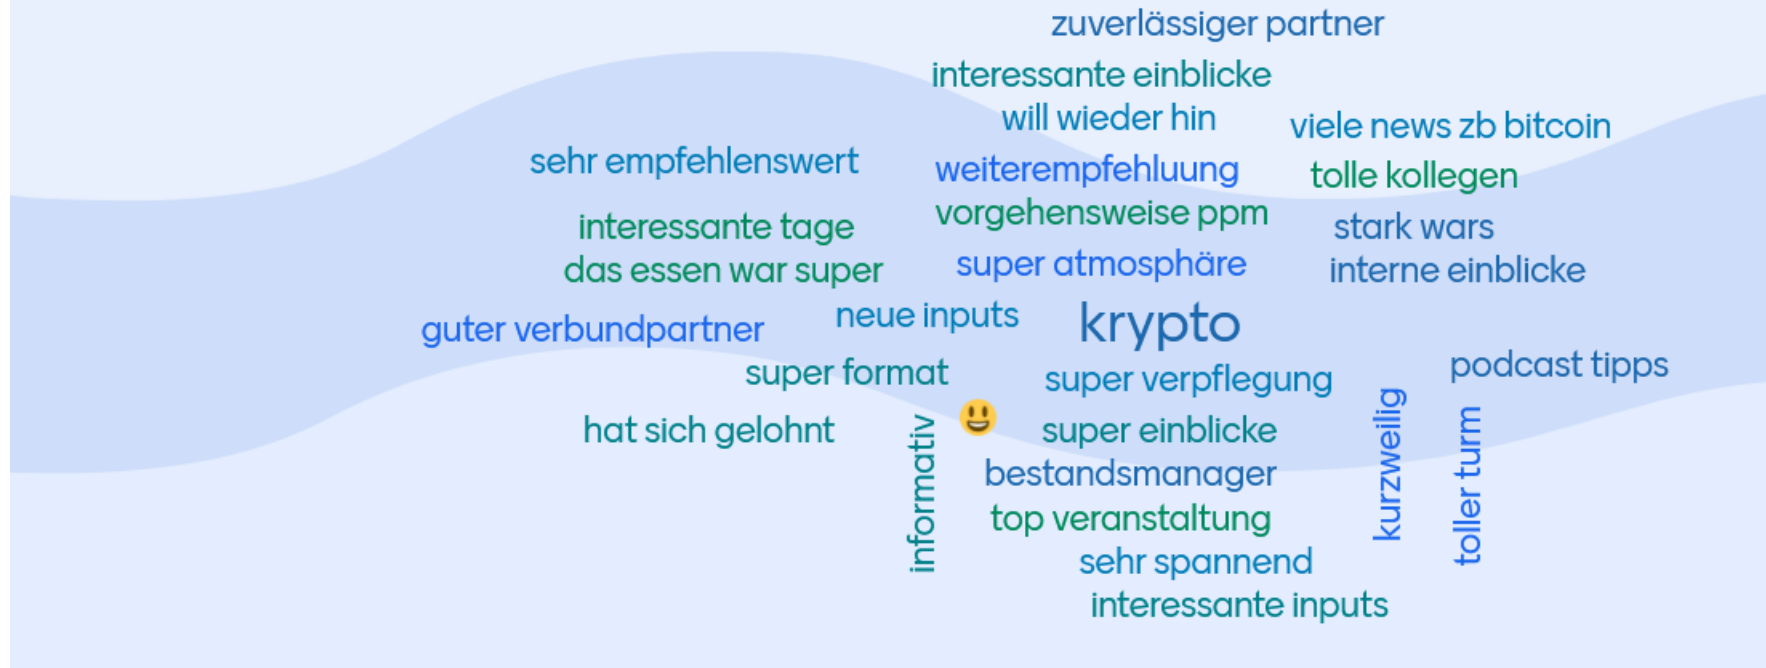 zuverlässiger partner
interessante einblicke
will wieder hin
viele news zb bitcoin
sehr empfehlenswert
weiterempfehluung
tolle kollegen
vorgehensweise ppm
interessante tage
stark wars
das essen war super
super atmosphäre
interne einblicke
neue inputs
krypto
guter verbundpartner
podcast tipps
super format
super verpflegung
hat sich gelohnt
informativ
😃
super einblicke
kurzweilig
toller turm
bestandsmanager
top veranstaltung
sehr spannend
interessante inputs